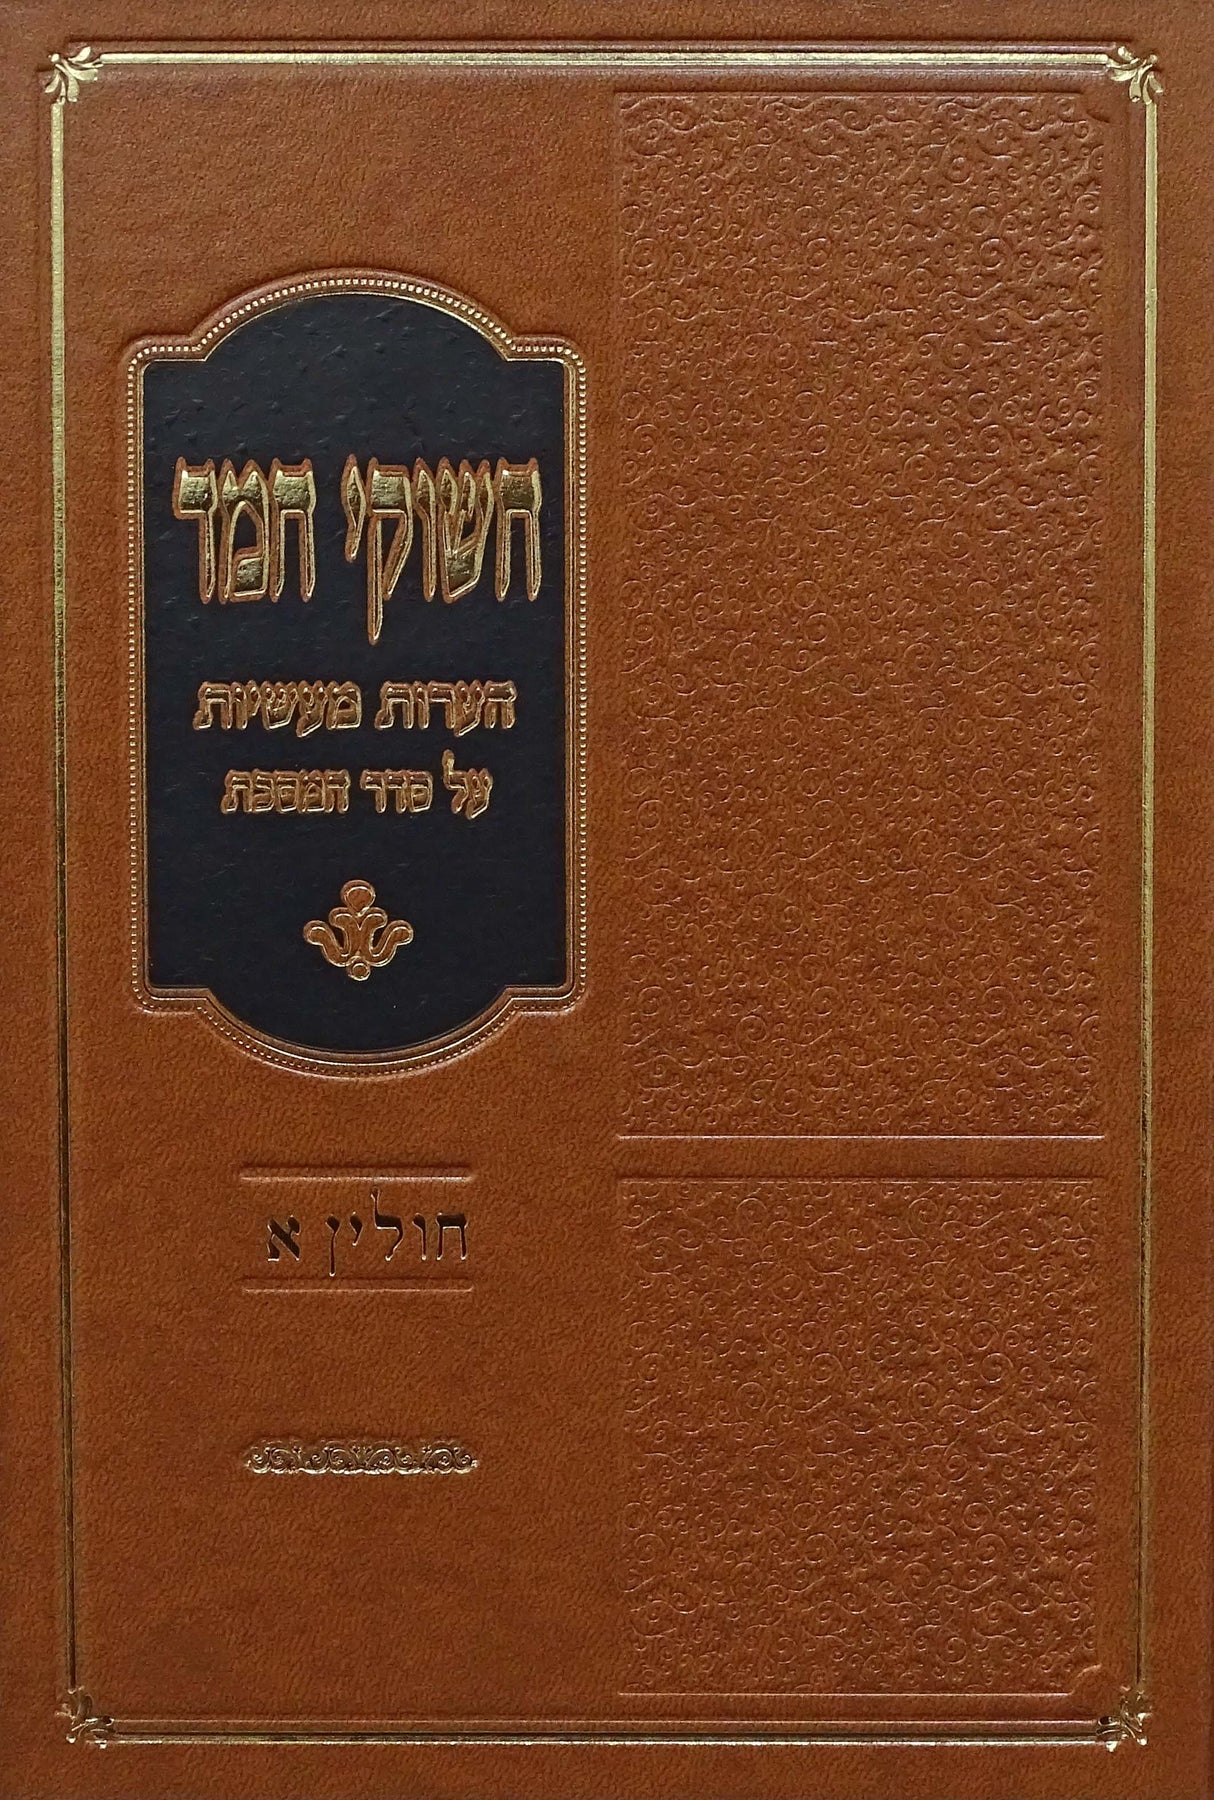 חשוקי חמד
הערות מעשיות
על סדר המסכת
חולין א